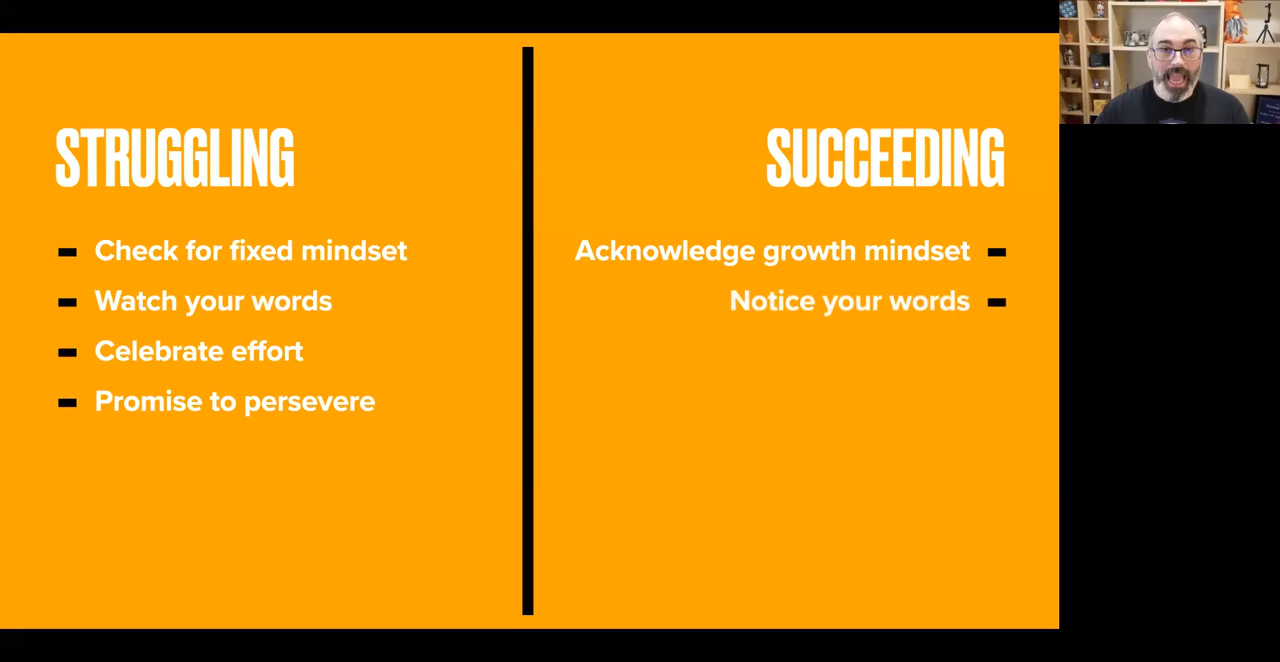 STRUGGLING
Check for fixed mindset
Watch your words
Celebrate effort
Promise to persevere
SUCCEEDING
Acknowledge growth mindset
Notice your words